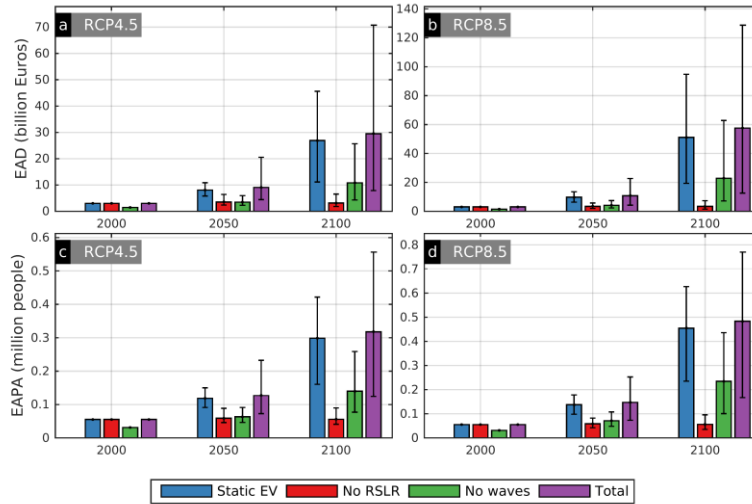 a RCP4.5
70
60
50
40
30
20
10
0
EAD (billion Euros)
2000 2050 2100
b RCP8.5
140
120
100
80
60
40
20
0
2000 2050 2100
c RCP4.5
0.6
0.5
0.4
0.3
0.2
0.1
0
EAPA (million people)
2000 2050 2100
d RCP8.5
0.8
0.7
0.6
0.5
0.4
0.3
0.2
0.1
0
2000 2050 2100
Static EV No RSLR No waves Total